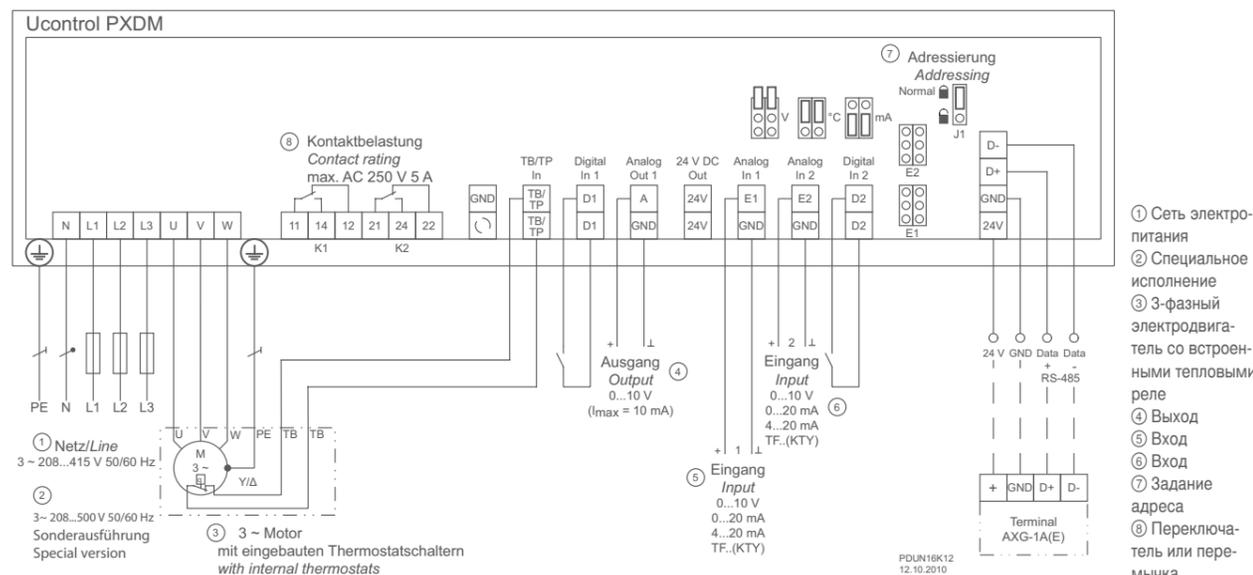 Ucontrol PXDM
⑦ Adressierung
Addressing
Normal
J1
V
°C
mA
E2
E1
⑧ Kontaktbelastung
Contact rating
max. AC 250 V 5 A
TB/TP In
Digital In 1
Analog Out 1
24 V DC Out
Analog In 1
Analog In 2
Digital In 2
D-
D+
GND
24V
GND
TB/TP
D1
A
24V
E1
E2
D2
TB/TP
D1
GND
24V
GND
GND
D2
N L1 L2 L3 U V W
11 14 12 21 24 22
K1 K2
PE N L1 L2 L3
① Netz/Line
3 ~ 208...415 V 50/60 Hz
②
3~ 208...500 V 50/60 Hz
Sonderausführung
Special version
U V W PE TB TB
M
3 ~
Y/Δ
③ 3 ~ Motor
mit eingebauten Thermostatschaltern
with internal thermostats
+ ⊥
Ausgang ④
Output
0...10 V
(Imax = 10 mA)
+ 1 ⊥
⑤ Eingang
Input
0...10 V
0...20 mA
4...20 mA
TF..(KTY)
+ 2 ⊥
Eingang
Input
0...10 V
0...20 mA ⑥
4...20 mA
TF..(KTY)
24 V GND Data + Data -
RS-485
+ GND D+ D-
Terminal
AXG-1A(E)
PDUN16K12
12.10.2010
① Сеть электро-
питания
② Специальное
исполнение
③ 3-фазный
электродвига-
тель со встроен-
ными тепловыми
реле
④ Выход
⑤ Вход
⑥ Вход
⑦ Задание
адреса
⑧ Переключа-
тель или пере-
мычка